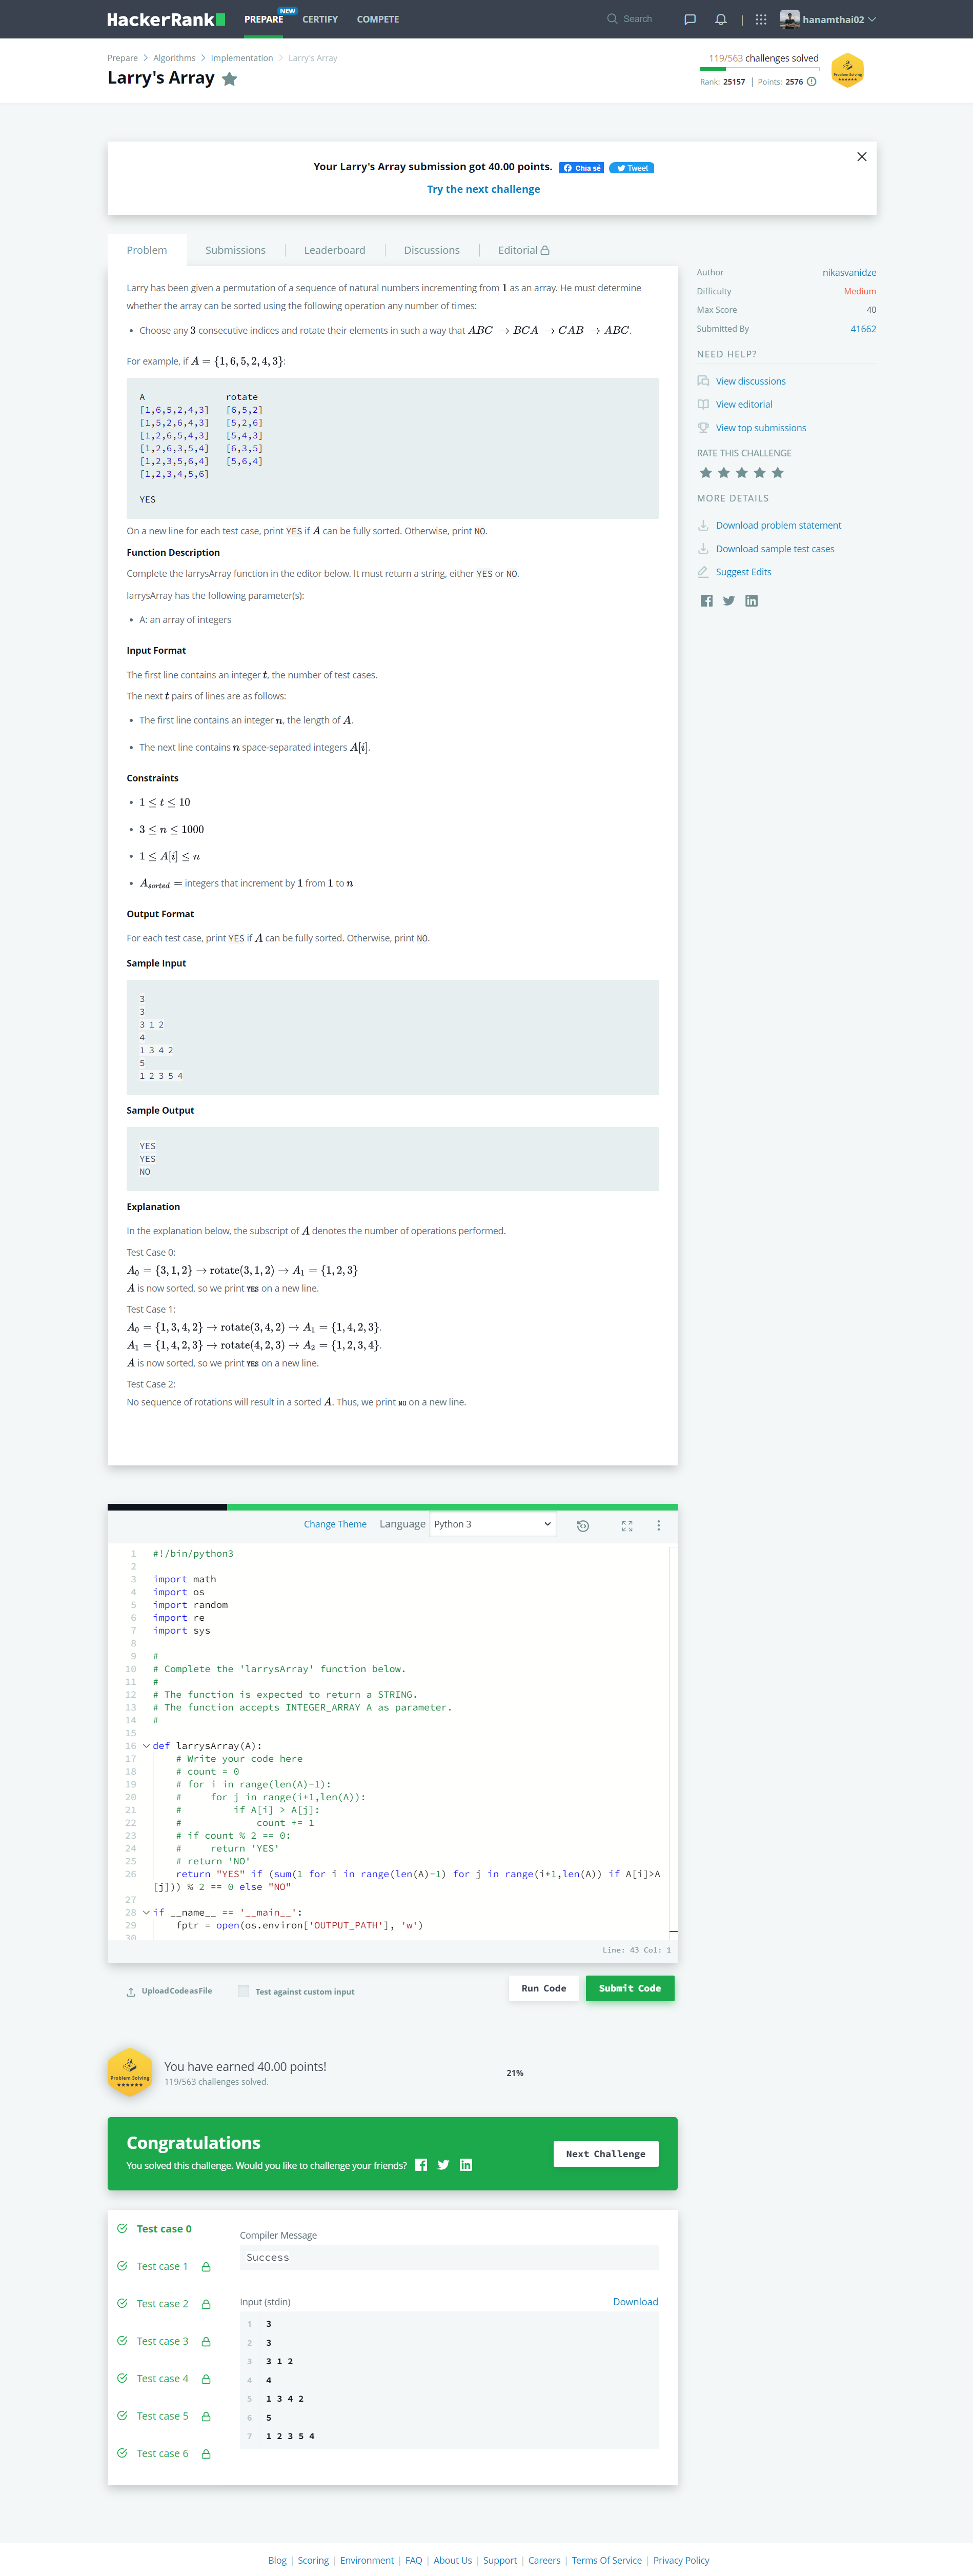 HackerRank PREPARE NEW CERTIFY COMPETE Search hanamthai02
Prepare Algorithms Implementation Larry's Array
Larry's Array
119/563 challenges solved
Rank: 25157 | Points: 2576
Problem Solving
Your Larry's Array submission got 40.00 points. Chia sẻ Tweet
Try the next challenge
Problem Submissions Leaderboard Discussions Editorial
Larry has been given a permutation of a sequence of natural numbers incrementing from 1 as an array. He must determine
whether the array can be sorted using the following operation any number of times:
• Choose any 3 consecutive indices and rotate their elements in such a way that ABC → BCA → CAB → ABC.
For example, if A = {1, 6, 5, 2, 4, 3}:
A rotate
[1,6,5,2,4,3] [6,5,2]
[1,5,2,6,4,3] [5,2,6]
[1,2,6,5,4,3] [5,4,3]
[1,2,6,3,5,4] [6,3,5]
[1,2,3,5,6,4] [5,6,4]
[1,2,3,4,5,6]
YES
On a new line for each test case, print YES if A can be fully sorted. Otherwise, print NO.
Function Description
Complete the larrysArray function in the editor below. It must return a string, either YES or NO.
larrysArray has the following parameter(s):
• A: an array of integers
Input Format
The first line contains an integer t, the number of test cases.
The next t pairs of lines are as follows:
• The first line contains an integer n, the length of A.
• The next line contains n space-separated integers A[i].
Constraints
• 1 ≤ t ≤ 10
• 3 ≤ n ≤ 1000
• 1 ≤ A[i] ≤ n
• Asorted = integers that increment by 1 from 1 to n
Output Format
For each test case, print YES if A can be fully sorted. Otherwise, print NO.
Sample Input
3
3
3 1 2
4
1 3 4 2
5
1 2 3 5 4
Sample Output
YES
YES
NO
Explanation
In the explanation below, the subscript of A denotes the number of operations performed.
Test Case 0:
A0 = {3, 1, 2} → rotate(3, 1, 2) → A1 = {1, 2, 3}
A is now sorted, so we print YES on a new line.
Test Case 1:
A0 = {1, 3, 4, 2} → rotate(3, 4, 2) → A1 = {1, 4, 2, 3}.
A1 = {1, 4, 2, 3} → rotate(4, 2, 3) → A2 = {1, 2, 3, 4}.
A is now sorted, so we print YES on a new line.
Test Case 2:
No sequence of rotations will result in a sorted A. Thus, we print NO on a new line.
Author nikasvanidze
Difficulty Medium
Max Score 40
Submitted By 41662
NEED HELP?
View discussions
View editorial
View top submissions
RATE THIS CHALLENGE
MORE DETAILS
Download problem statement
Download sample test cases
Suggest Edits
Change Theme Language Python 3
1 #!/bin/python3
2
3 import math
4 import os
5 import random
6 import re
7 import sys
8
9 #
10 # Complete the 'larrysArray' function below.
11 #
12 # The function is expected to return a STRING.
13 # The function accepts INTEGER_ARRAY A as parameter.
14 #
15
16 def larrysArray(A):
17 # Write your code here
18 # count = 0
19 # for i in range(len(A)-1):
20 # for j in range(i+1,len(A)):
21 # if A[i] > A[j]:
22 # count += 1
23 # if count % 2 == 0:
24 # return 'YES'
25 # return 'NO'
26 return "YES" if (sum(1 for i in range(len(A)-1) for j in range(i+1,len(A)) if A[i]>A
[j])) % 2 == 0 else "NO"
27
28 if __name__ == '__main__':
29 fptr = open(os.environ['OUTPUT_PATH'], 'w')
30
Line: 43 Col: 1
Upload Code as File Test against custom input Run Code Submit Code
Problem Solving
You have earned 40.00 points!
119/563 challenges solved.
21%
Congratulations
You solved this challenge. Would you like to challenge your friends?
Next Challenge
Test case 0
Test case 1
Test case 2
Test case 3
Test case 4
Test case 5
Test case 6
Compiler Message
Success
Input (stdin) Download
1 3
2 3
3 3 1 2
4 4
5 1 3 4 2
6 5
7 1 2 3 5 4
Blog | Scoring | Environment | FAQ | About Us | Support | Careers | Terms Of Service | Privacy Policy